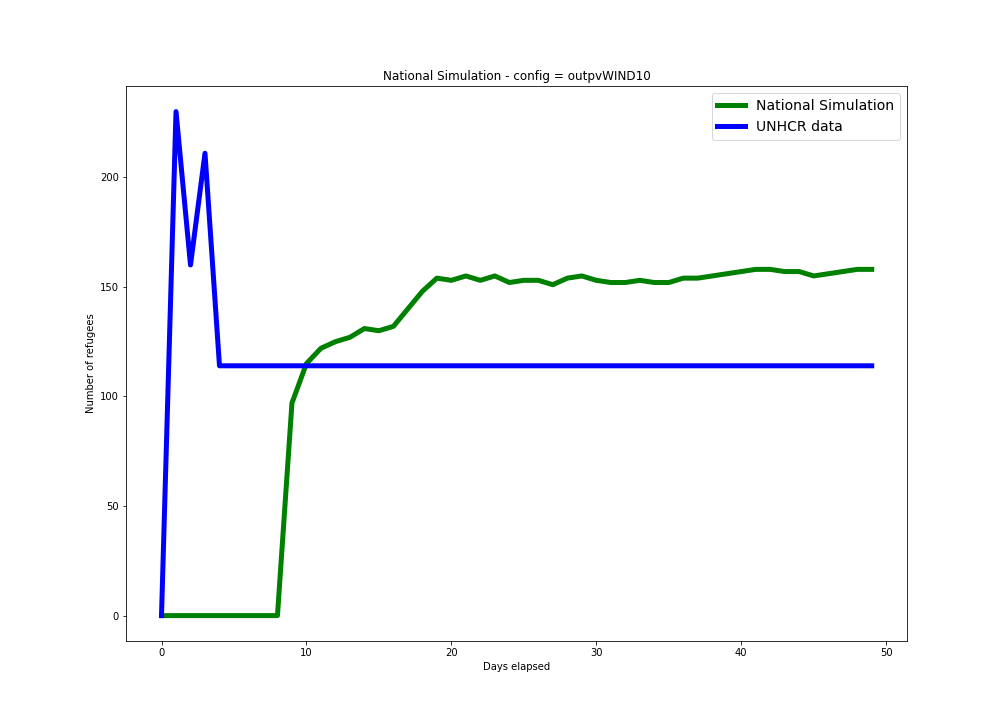 National Simulation - config = outpvWIND10
National Simulation
UNHCR data
200
150
100
50
0
Number of refugees
0 10 20 30 40 50
Days elapsed